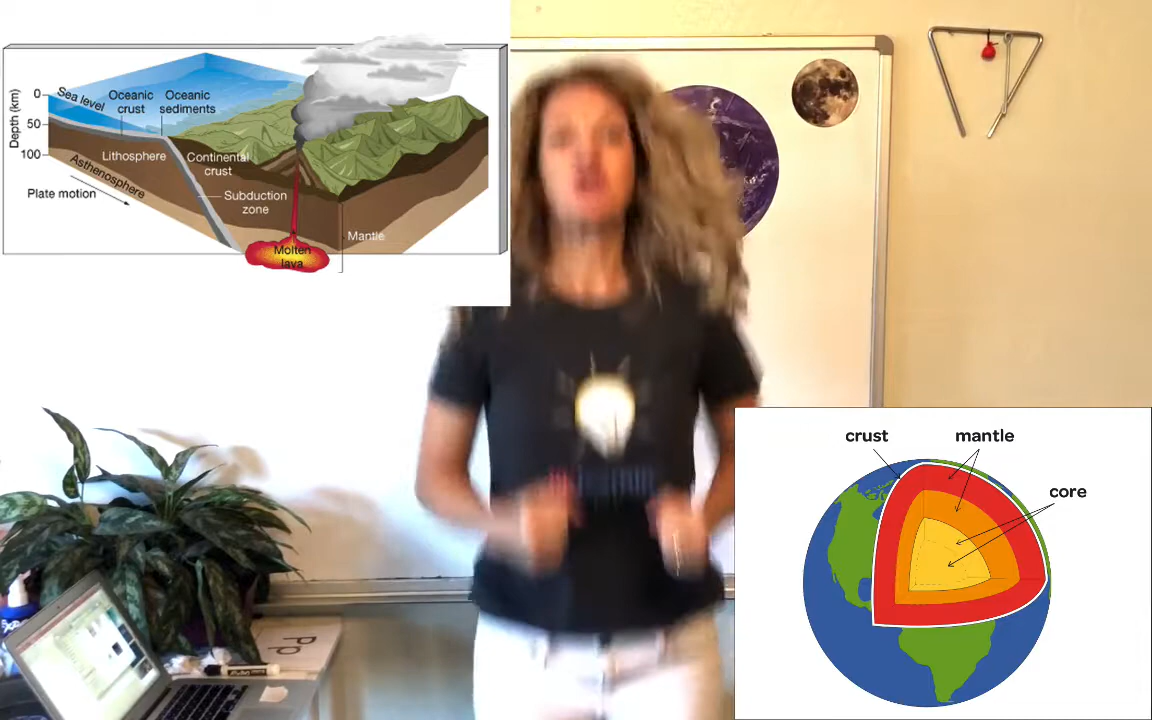 Depth (km)
0
50
100
Sea level
Oceanic
crust
Oceanic
sediments
Lithosphere
Continental
crust
Asthenosphere
Plate motion
Subduction
zone
Mantle
Molten
lava
crust
mantle
core
Pp